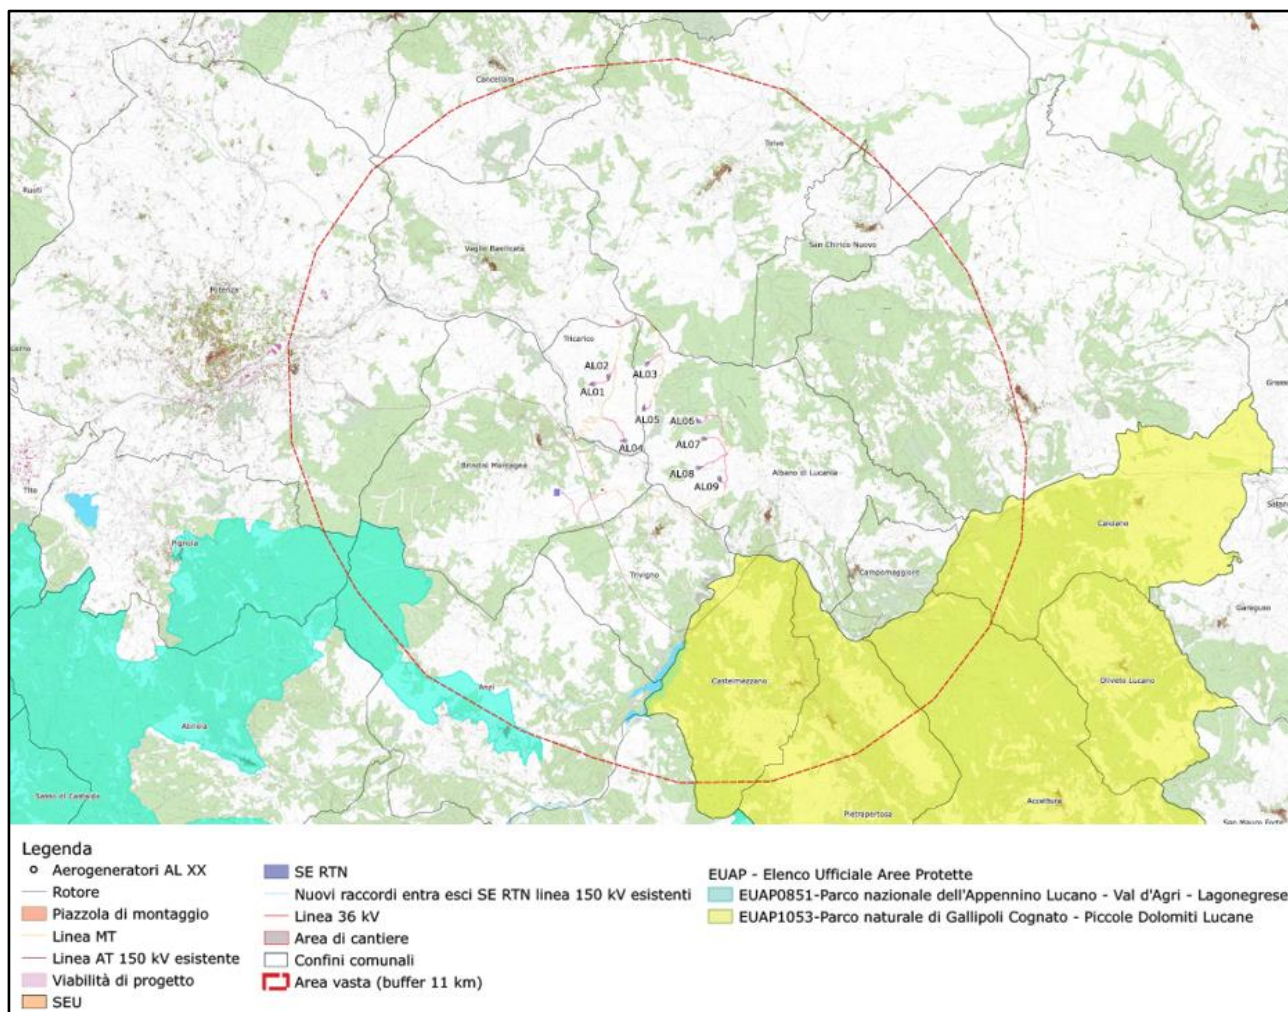 Cancellara
Tolve
Ruoti
San Chirico Nuovo
Vaglio Basilicata
Potenza
Tricarico
AL02
AL03
AL01
AL05
AL06
AL04
AL07
Brindisi Montagna
AL08
Albano di Lucania
AL09
Tito
Calciano
Pignola
Trivigno
Campomaggiore
Garaguso
Castelmezzano
Oliveto Lucano
Anzi
Abriola
Sasso di Castalda
Accettura
Pietrapertosa
San Mauro Forte
Legenda
Aerogeneratori AL XX
Rotore
Piazzola di montaggio
Linea MT
Linea AT 150 kV esistente
Viabilità di progetto
SEU
SE RTN
Nuovi raccordi entra esci SE RTN linea 150 kV esistenti
Linea 36 kV
Area di cantiere
Confini comunali
Area vasta (buffer 11 km)
EUAP - Elenco Ufficiale Aree Protette
EUAP0851-Parco nazionale dell'Appennino Lucano - Val d'Agri - Lagonegrese
EUAP1053-Parco naturale di Gallipoli Cognato - Piccole Dolomiti Lucane